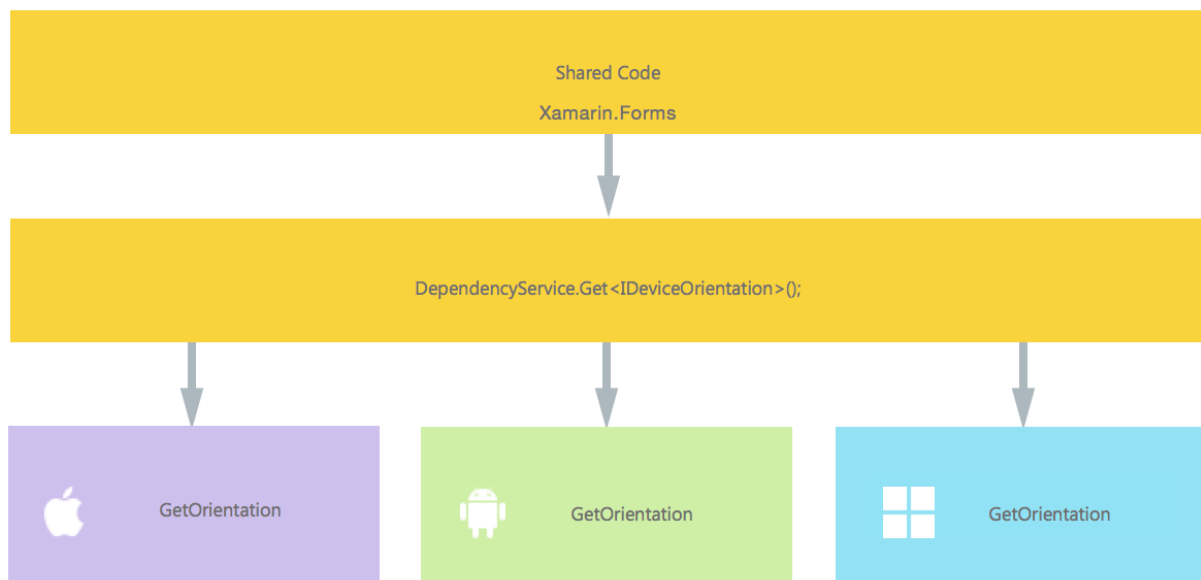 Shared Code
Xamarin.Forms
DependencyService.Get<IDeviceOrientation>();
GetOrientation
GetOrientation
GetOrientation